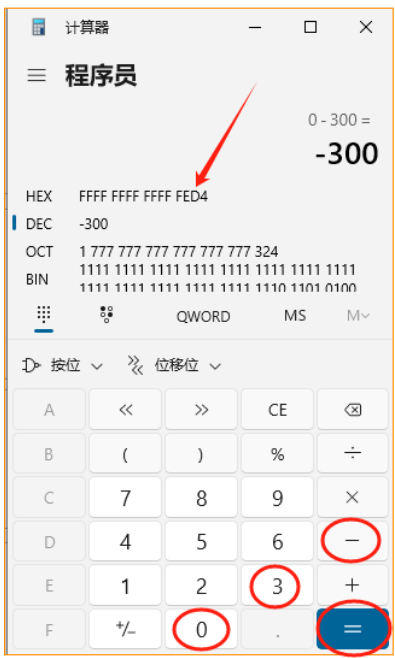 计算器
程序员
0 - 300 =
-300
HEX FFFF FFFF FFFF FED4
DEC -300
OCT 1 777 777 777 777 777 777 324
BIN 1111 1111 1111 1111 1111 1111 1111 1111
1111 1111 1111 1111 1111 1110 1101 0100
QWORD MS M
按位 位移位
A << >> CE
B ( ) % ÷
C 7 8 9 ×
D 4 5 6 −
E 1 2 3 +
F +/− 0 . =